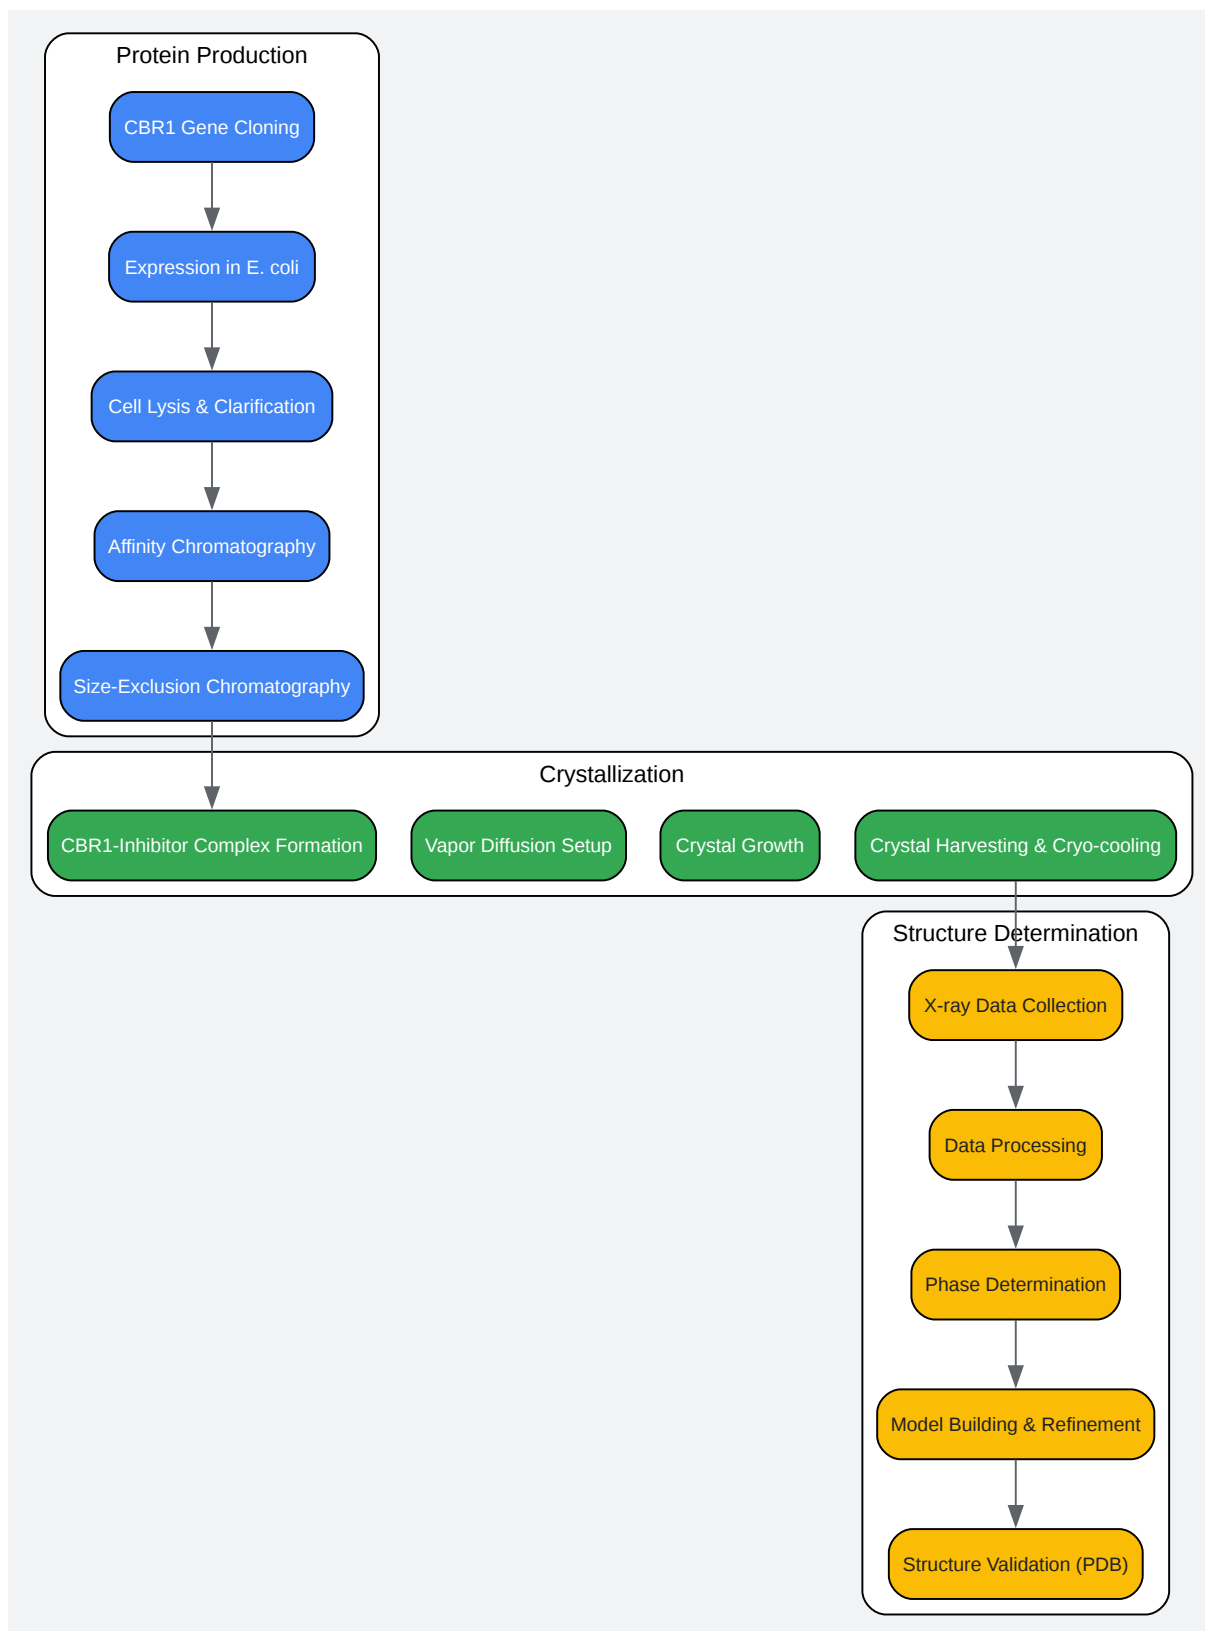 Protein Production
CBR1 Gene Cloning
Expression in E. coli
Cell Lysis & Clarification
Affinity Chromatography
Size-Exclusion Chromatography
Crystallization
CBR1-Inhibitor Complex Formation
Vapor Diffusion Setup
Crystal Growth
Crystal Harvesting & Cryo-cooling
Structure Determination
X-ray Data Collection
Data Processing
Phase Determination
Model Building & Refinement
Structure Validation (PDB)